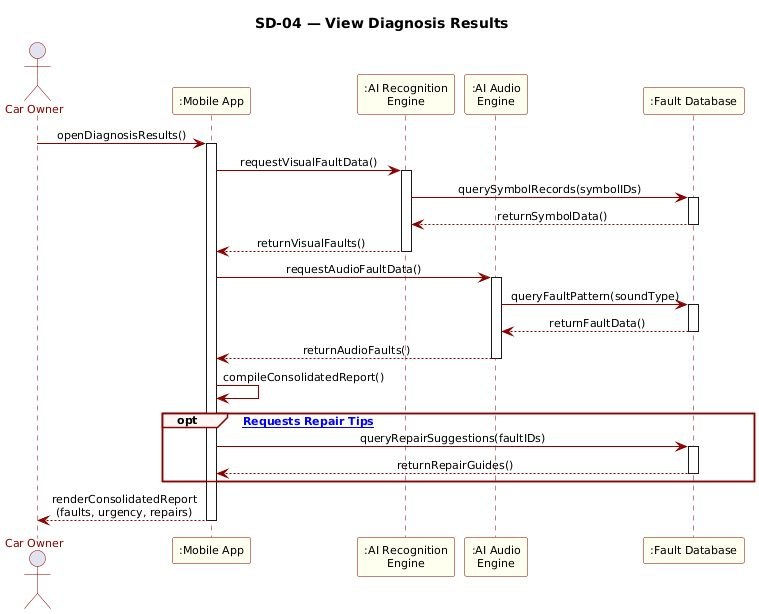 SD-04 — View Diagnosis Results
Car Owner
:Mobile App
:AI Recognition
Engine
:AI Audio
Engine
:Fault Database
openDiagnosisResults()
requestVisualFaultData()
querySymbolRecords(symbolIDs)
returnSymbolData()
returnVisualFaults()
requestAudioFaultData()
queryFaultPattern(soundType)
returnFaultData()
returnAudioFaults()
compileConsolidatedReport()
opt
Requests Repair Tips
queryRepairSuggestions(faultIDs)
returnRepairGuides()
renderConsolidatedReport
(faults, urgency, repairs)
Car Owner
:Mobile App
:AI Recognition
Engine
:AI Audio
Engine
:Fault Database